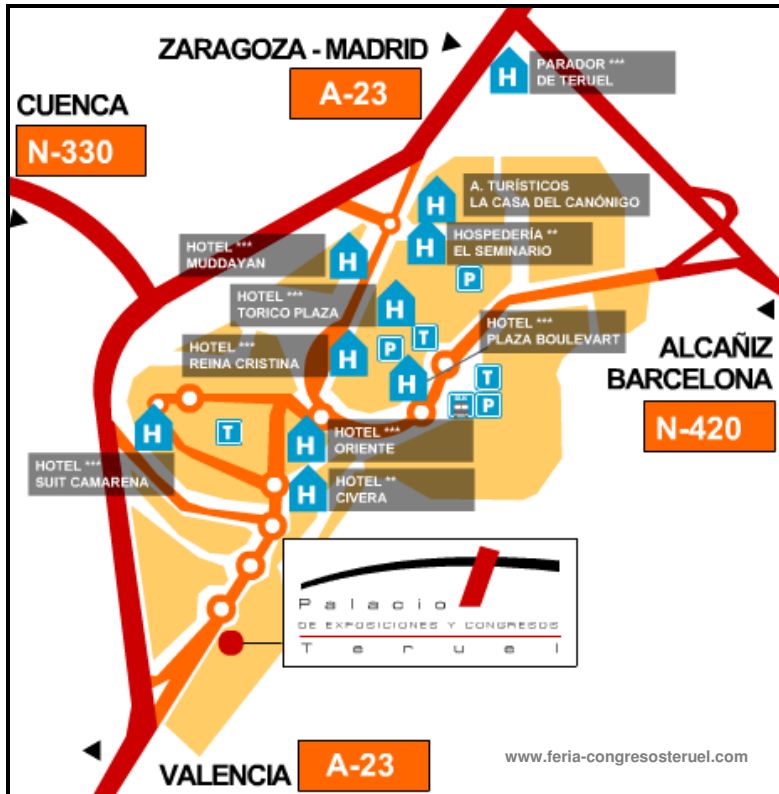 ZARAGOZA - MADRID
A-23
PARADOR ***
DE TERUEL
CUENCA
N-330
A. TURÍSTICOS
LA CASA DEL CANÓNIGO
HOSPEDERÍA **
EL SEMINARIO
HOTEL ***
MUDDAYAN
HOTEL ***
TORICO PLAZA
HOTEL ***
REINA CRISTINA
HOTEL ***
PLAZA BOULEVART
ALCAÑIZ
BARCELONA
N-420
HOTEL ***
ORIENTE
HOTEL ***
SUIT CAMARENA
HOTEL **
CIVERA
H
H
H
H
H
H
H
H
H
H
P
T
P
T
P
T
Palacio
DE EXPOSICIONES Y CONGRESOS
Teruel
www.feria-congresosteruel.com
VALENCIA
A-23